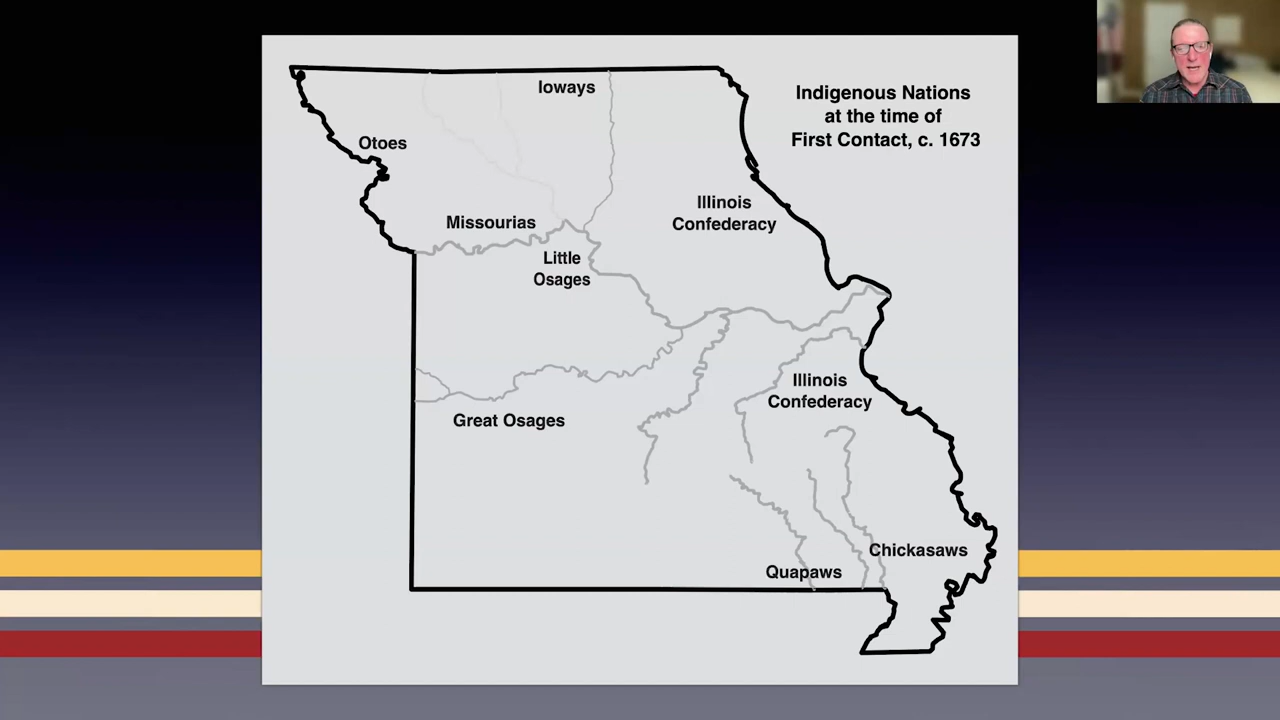 Indigenous Nations
at the time of
First Contact, c. 1673
Ioways
Otoes
Illinois
Confederacy
Missourias
Little
Osages
Illinois
Confederacy
Great Osages
Chickasaws
Quapaws